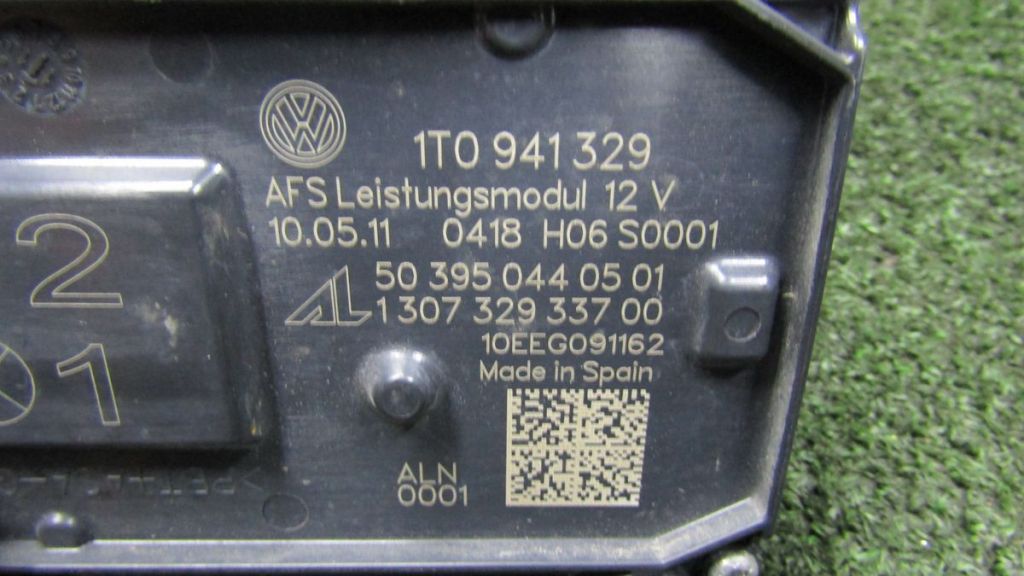 1T0 941 329
AFS Leistungsmodul 12 V
10.05.11 0418 H06 S0001
AL 50 395 044 05 01
1 307 329 337 00
10EEG091162
Made in Spain
ALN
0001
2
1